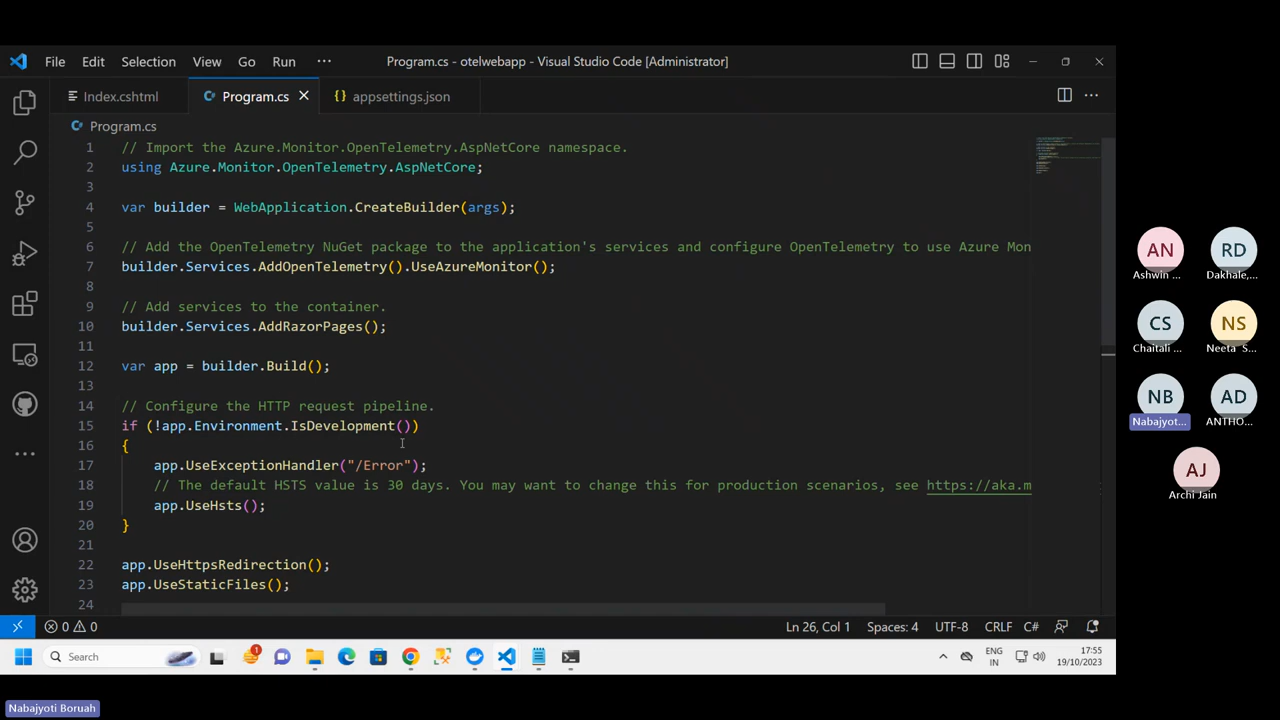 File Edit Selection View Go Run ··· Program.cs - otelwebapp - Visual Studio Code [Administrator]
Index.cshtml Program.cs appsettings.json
Program.cs
1 // Import the Azure.Monitor.OpenTelemetry.AspNetCore namespace.
2 using Azure.Monitor.OpenTelemetry.AspNetCore;
3
4 var builder = WebApplication.CreateBuilder(args);
5
6 // Add the OpenTelemetry NuGet package to the application's services and configure OpenTelemetry to use Azure Mon
7 builder.Services.AddOpenTelemetry().UseAzureMonitor();
8
9 // Add services to the container.
10 builder.Services.AddRazorPages();
11
12 var app = builder.Build();
13
14 // Configure the HTTP request pipeline.
15 if (!app.Environment.IsDevelopment())
16 {
17 app.UseExceptionHandler("/Error");
18 // The default HSTS value is 30 days. You may want to change this for production scenarios, see https://aka.m
19 app.UseHsts();
20 }
21
22 app.UseHttpsRedirection();
23 app.UseStaticFiles();
24
AN RD
Ashwin ... Dakhale,...
CS NS
Chaitali ... Neeta S...
NB AD
Nabajyot... ANTHO...
AJ
Archi Jain
0 0 Ln 26, Col 1 Spaces: 4 UTF-8 CRLF C#
Search 1 ENG IN 17:55 19/10/2023
Nabajyoti Boruah